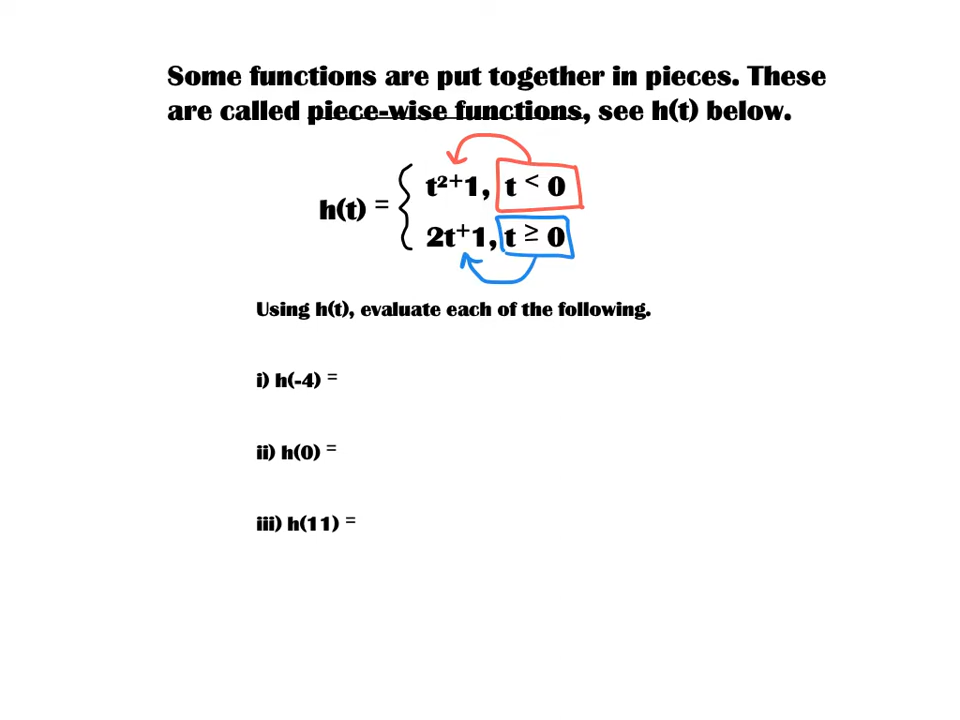 Some functions are put together in pieces. These
are called piece-wise functions, see h(t) below.
h(t) = { t²+1, t < 0
2t+1, t ≥ 0
Using h(t), evaluate each of the following.
i) h(-4) =
ii) h(0) =
iii) h(11) =